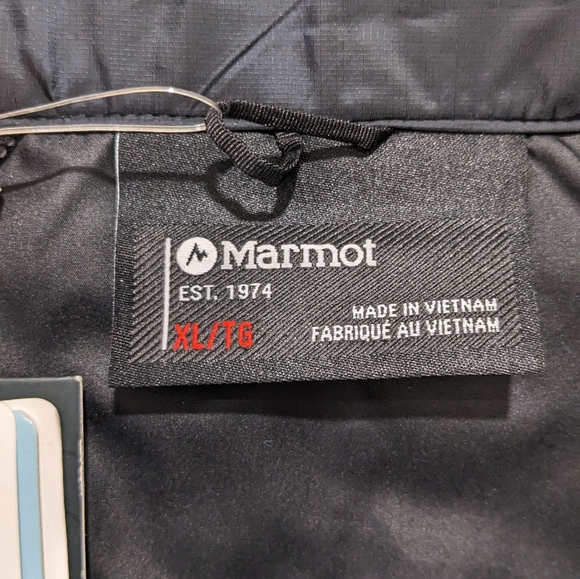 Marmot
EST. 1974
XL/TG
MADE IN VIETNAM
FABRIQUÉ AU VIETNAM